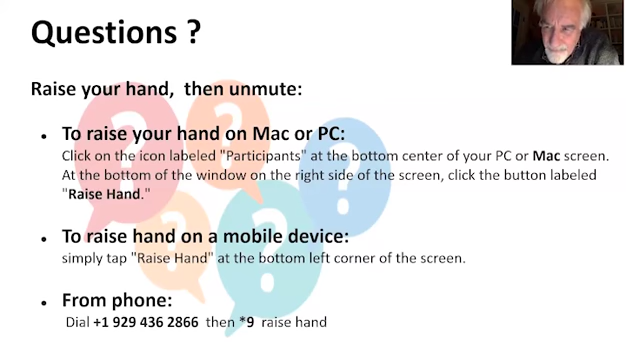 Questions ?
Raise your hand, then unmute:
• To raise your hand on Mac or PC:
Click on the icon labeled "Participants" at the bottom center of your PC or Mac screen.
At the bottom of the window on the right side of the screen, click the button labeled
"Raise Hand."
• To raise hand on a mobile device:
simply tap "Raise Hand" at the bottom left corner of the screen.
• From phone:
Dial +1 929 436 2866 then *9 raise hand